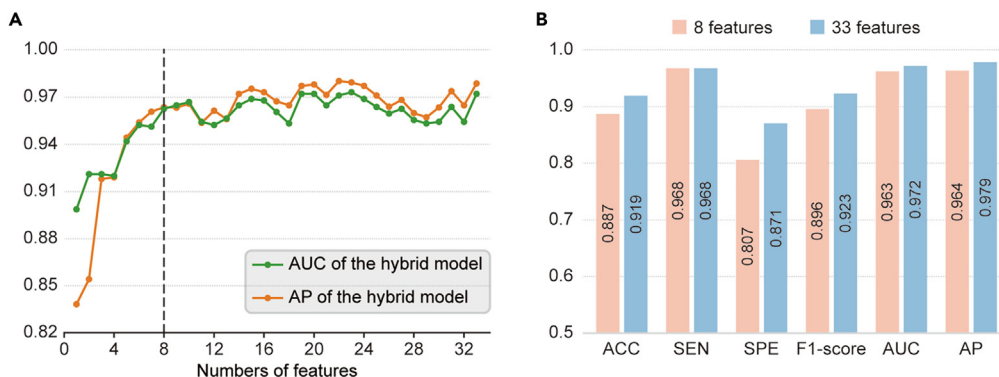 A
1.00
0.97
0.94
0.91
0.88
0.85
0.82
0 4 8 12 16 20 24 28 32
Numbers of features
AUC of the hybrid model
AP of the hybrid model
B
8 features 33 features
1.0
0.9
0.8
0.7
0.6
0.5
0.887 0.919 0.968 0.968 0.807 0.871 0.896 0.923 0.963 0.972 0.964 0.979
ACC SEN SPE F1-score AUC AP